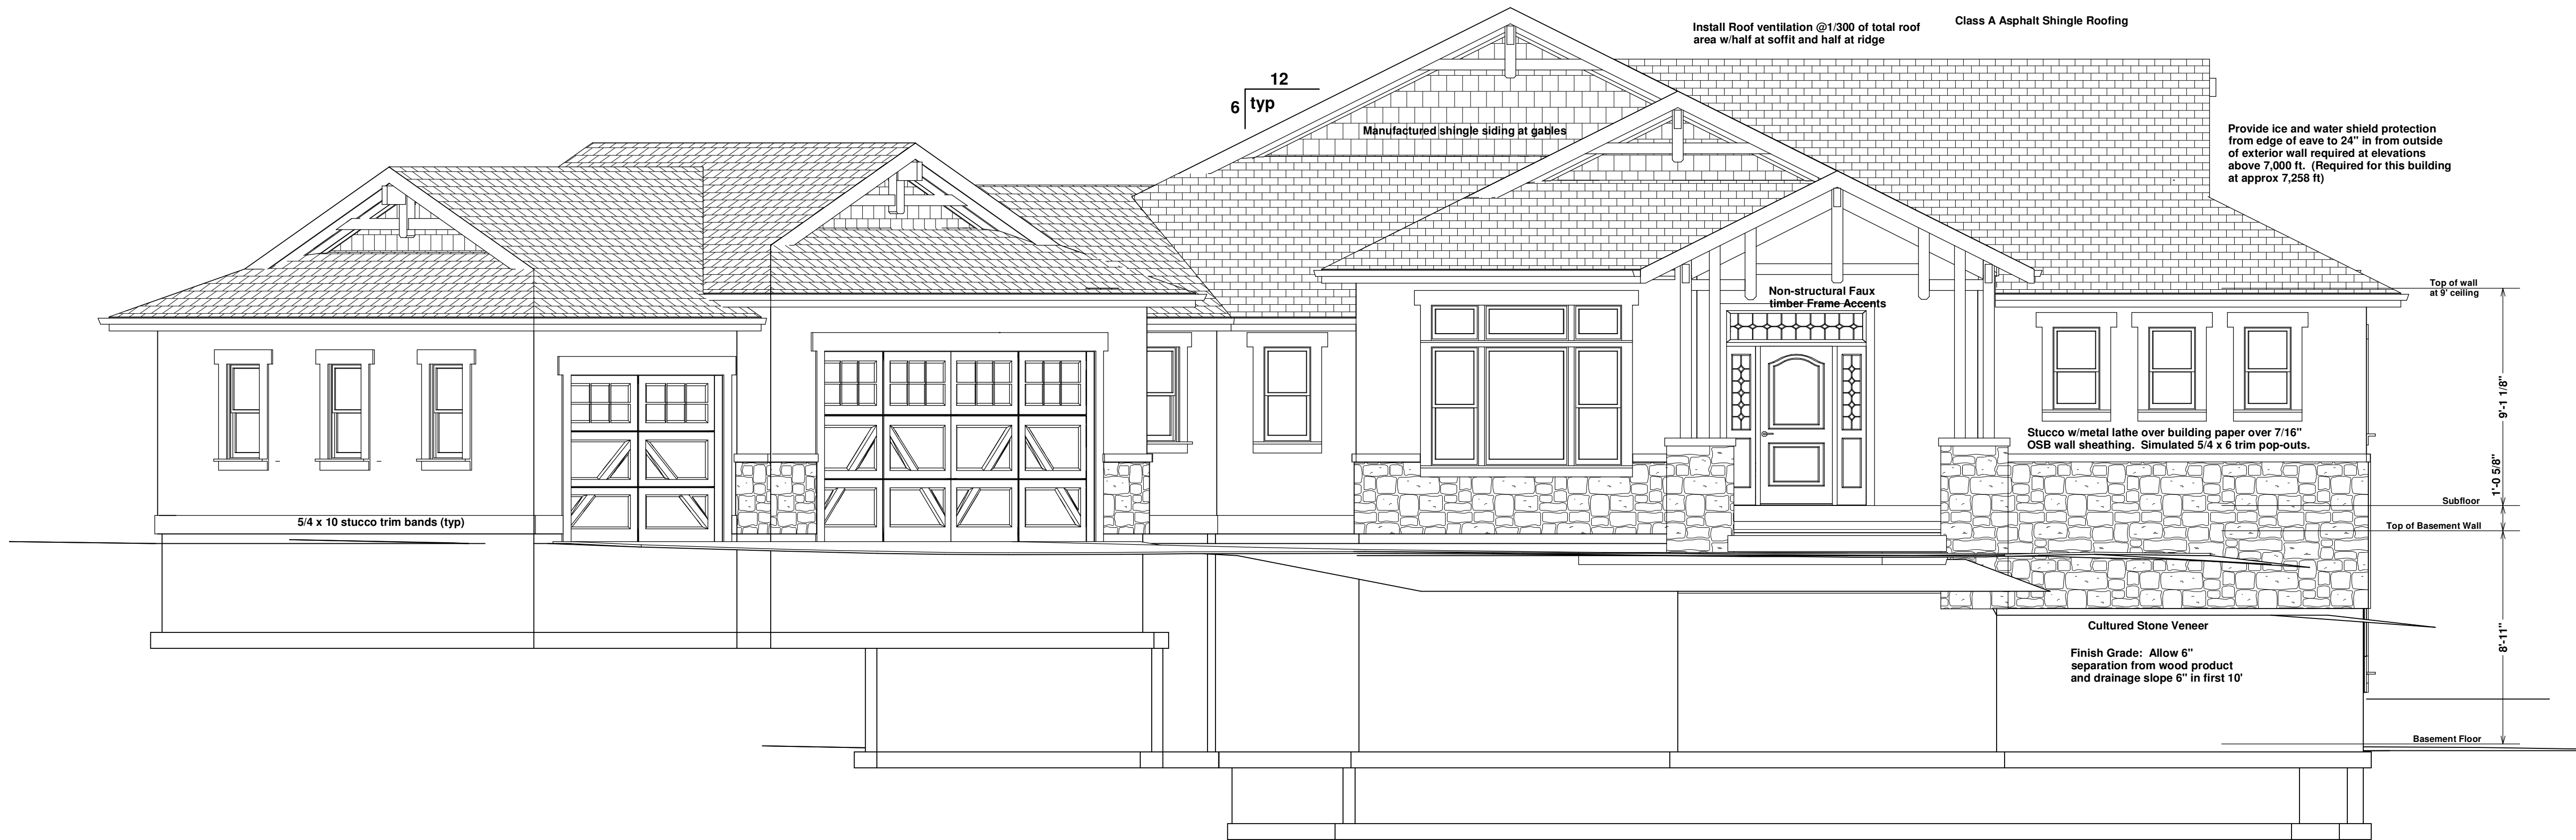 Install Roof ventilation @1/300 of total roof
area w/half at soffit and half at ridge
Class A Asphalt Shingle Roofing
12
6
typ
Manufactured shingle siding at gables
Provide ice and water shield protection
from edge of eave to 24" in from outside
of exterior wall required at elevations
above 7,000 ft.  (Required for this building
at approx 7,258 ft)
Top of wall
at 9' ceiling
Non-structural Faux
timber Frame Accents
9'-1 1/8"
Stucco w/metal lathe over building paper over 7/16"
OSB wall sheathing.  Simulated 5/4 x 6 trim pop-outs.
1'-0 5/8"
Subfloor
5/4 x 10 stucco trim bands (typ)
Top of Basement Wall
Cultured Stone Veneer
8'-11"
Finish Grade:  Allow 6"
separation from wood product
and drainage slope 6" in first 10'
Basement Floor